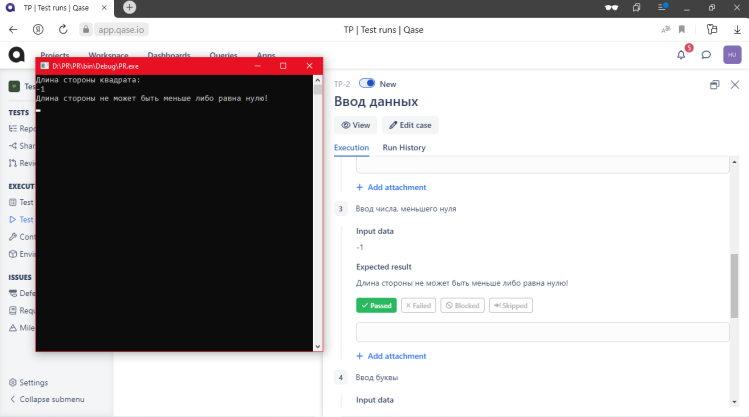 TP | Test runs | Qase
app.qase.io
TP | Test runs | Qase
Projects Workspace Dashboards Queries Apps
5
HU
D:\PR\PR\bin\Debug\PR.exe
Длина стороны квадрата:
-1
Длина стороны не может быть меньше либо равна нулю!
TESTS
Repo
Shar
Revie
EXECUT
Test
Test
Conf
Envi
ISSUES
Defe
Requ
Mile
Settings
Collapse submenu
TP-2 New
Ввод данных
View Edit case
Execution Run History
+ Add attachment
3 Ввод числа, меньшего нуля
Input data
-1
Expected result
Длина стороны не может быть меньше либо равна нулю!
Passed Failed Blocked Skipped
+ Add attachment
4 Ввод буквы
Input data